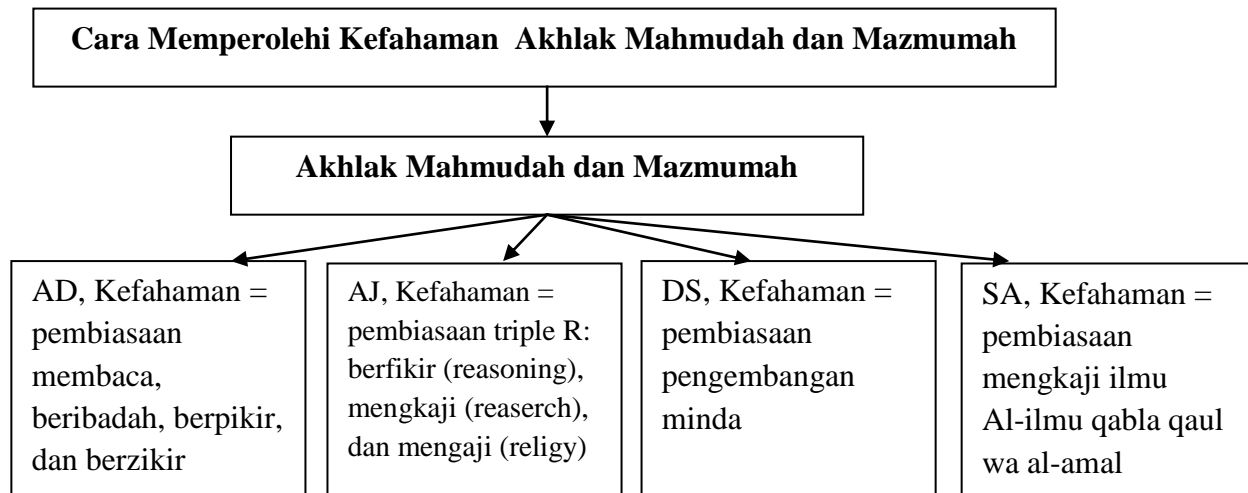 Cara Memperolehi Kefahaman Akhlak Mahmudah dan Mazmumah
Akhlak Mahmudah dan Mazmumah
AD, Kefahaman =
pembiasaan
membaca,
beribadah, berpikir,
dan berzikir
AJ, Kefahaman =
pembiasaan triple R:
berfikir (reasoning),
mengkaji (reaserch),
dan mengaji (religy)
DS, Kefahaman =
pembiasaan
pengembangan
minda
SA, Kefahaman =
pembiasaan
mengkaji ilmu
Al-ilmu qabla qaul
wa al-amal